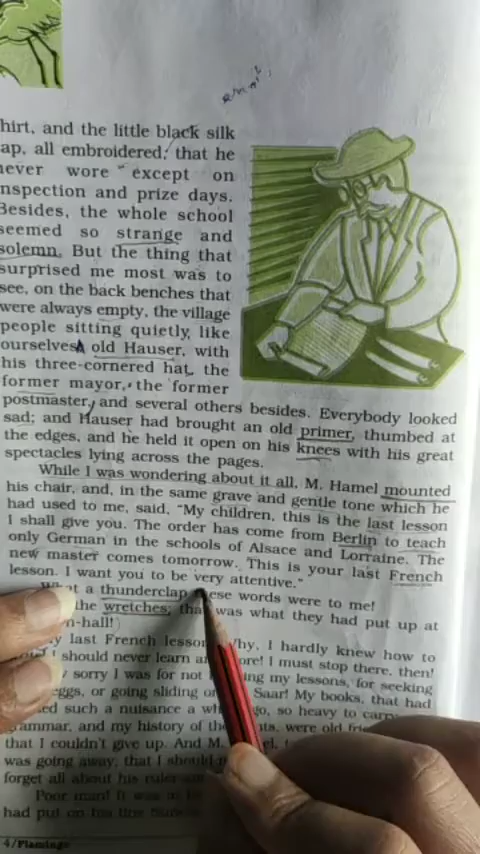 hirt, and the little black silk
ap, all embroidered, that he
never wore except on
nspection and prize days.
Besides, the whole school
seemed so strange and
solemn. But the thing that
surprised me most was to
see, on the back benches that
were always empty, the village
people sitting quietly, like
ourselves, old Hauser, with
his three-cornered hat, the
former mayor, the former
postmaster, and several others besides. Everybody looked
sad; and Hauser had brought an old primer, thumbed at
the edges, and he held it open on his knees with his great
spectacles lying across the pages.
While I was wondering about it all, M. Hamel mounted
his chair, and, in the same grave and gentle tone which he
had used to me, said, “My children, this is the last lesson
I shall give you. The order has come from Berlin to teach
only German in the schools of Alsace and Lorraine. The
new master comes tomorrow. This is your last French
lesson. I want you to be very attentive.”
a thunderclap these words were to me!
the wretches; that was what they had put up at
n-hall!)
last French lesson Why, I hardly knew how to
I should never learn ore! I must stop there, then!
sorry I was for not ing my lessons, for seeking
eggs, or going sliding on Saar! My books, that had
ed such a nuisance a go, so heavy to
grammar, and my history of the ts, were old
that I couldn't give up. And M. el,
was going away, that I should
forget all about his ruler
Poor man! It was in
had put on his fine
4/Flamingo